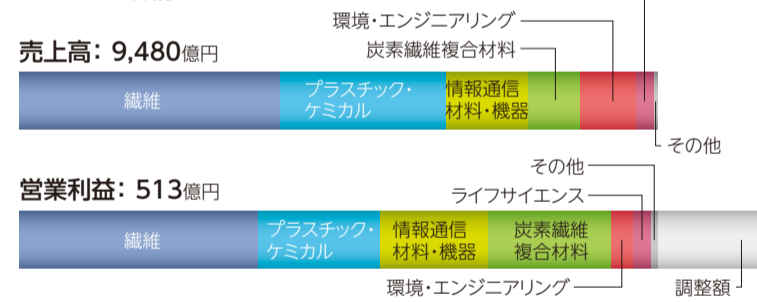 環境・エンジニアリング
売上高：9,480億円
炭素繊維複合材料
繊維
プラスチック・
ケミカル
情報通信
材料・機器
その他
その他
営業利益：513億円
ライフサイエンス
繊維
プラスチック・
ケミカル
情報通信
材料・機器
炭素繊維
複合材料
環境・エンジニアリング
調整額